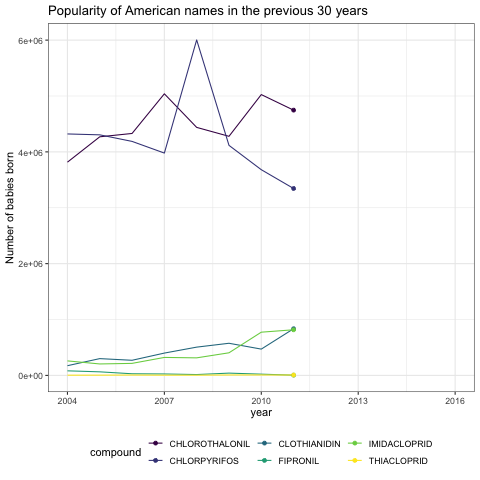 Popularity of American names in the previous 30 years
Number of babies born
6e+06
4e+06
2e+06
0e+00
2004 2007 2010 2013 2016
year
compound
CHLOROTHALONIL CLOTHIANIDIN IMIDACLOPRID
CHLORPYRIFOS FIPRONIL THIACLOPRID